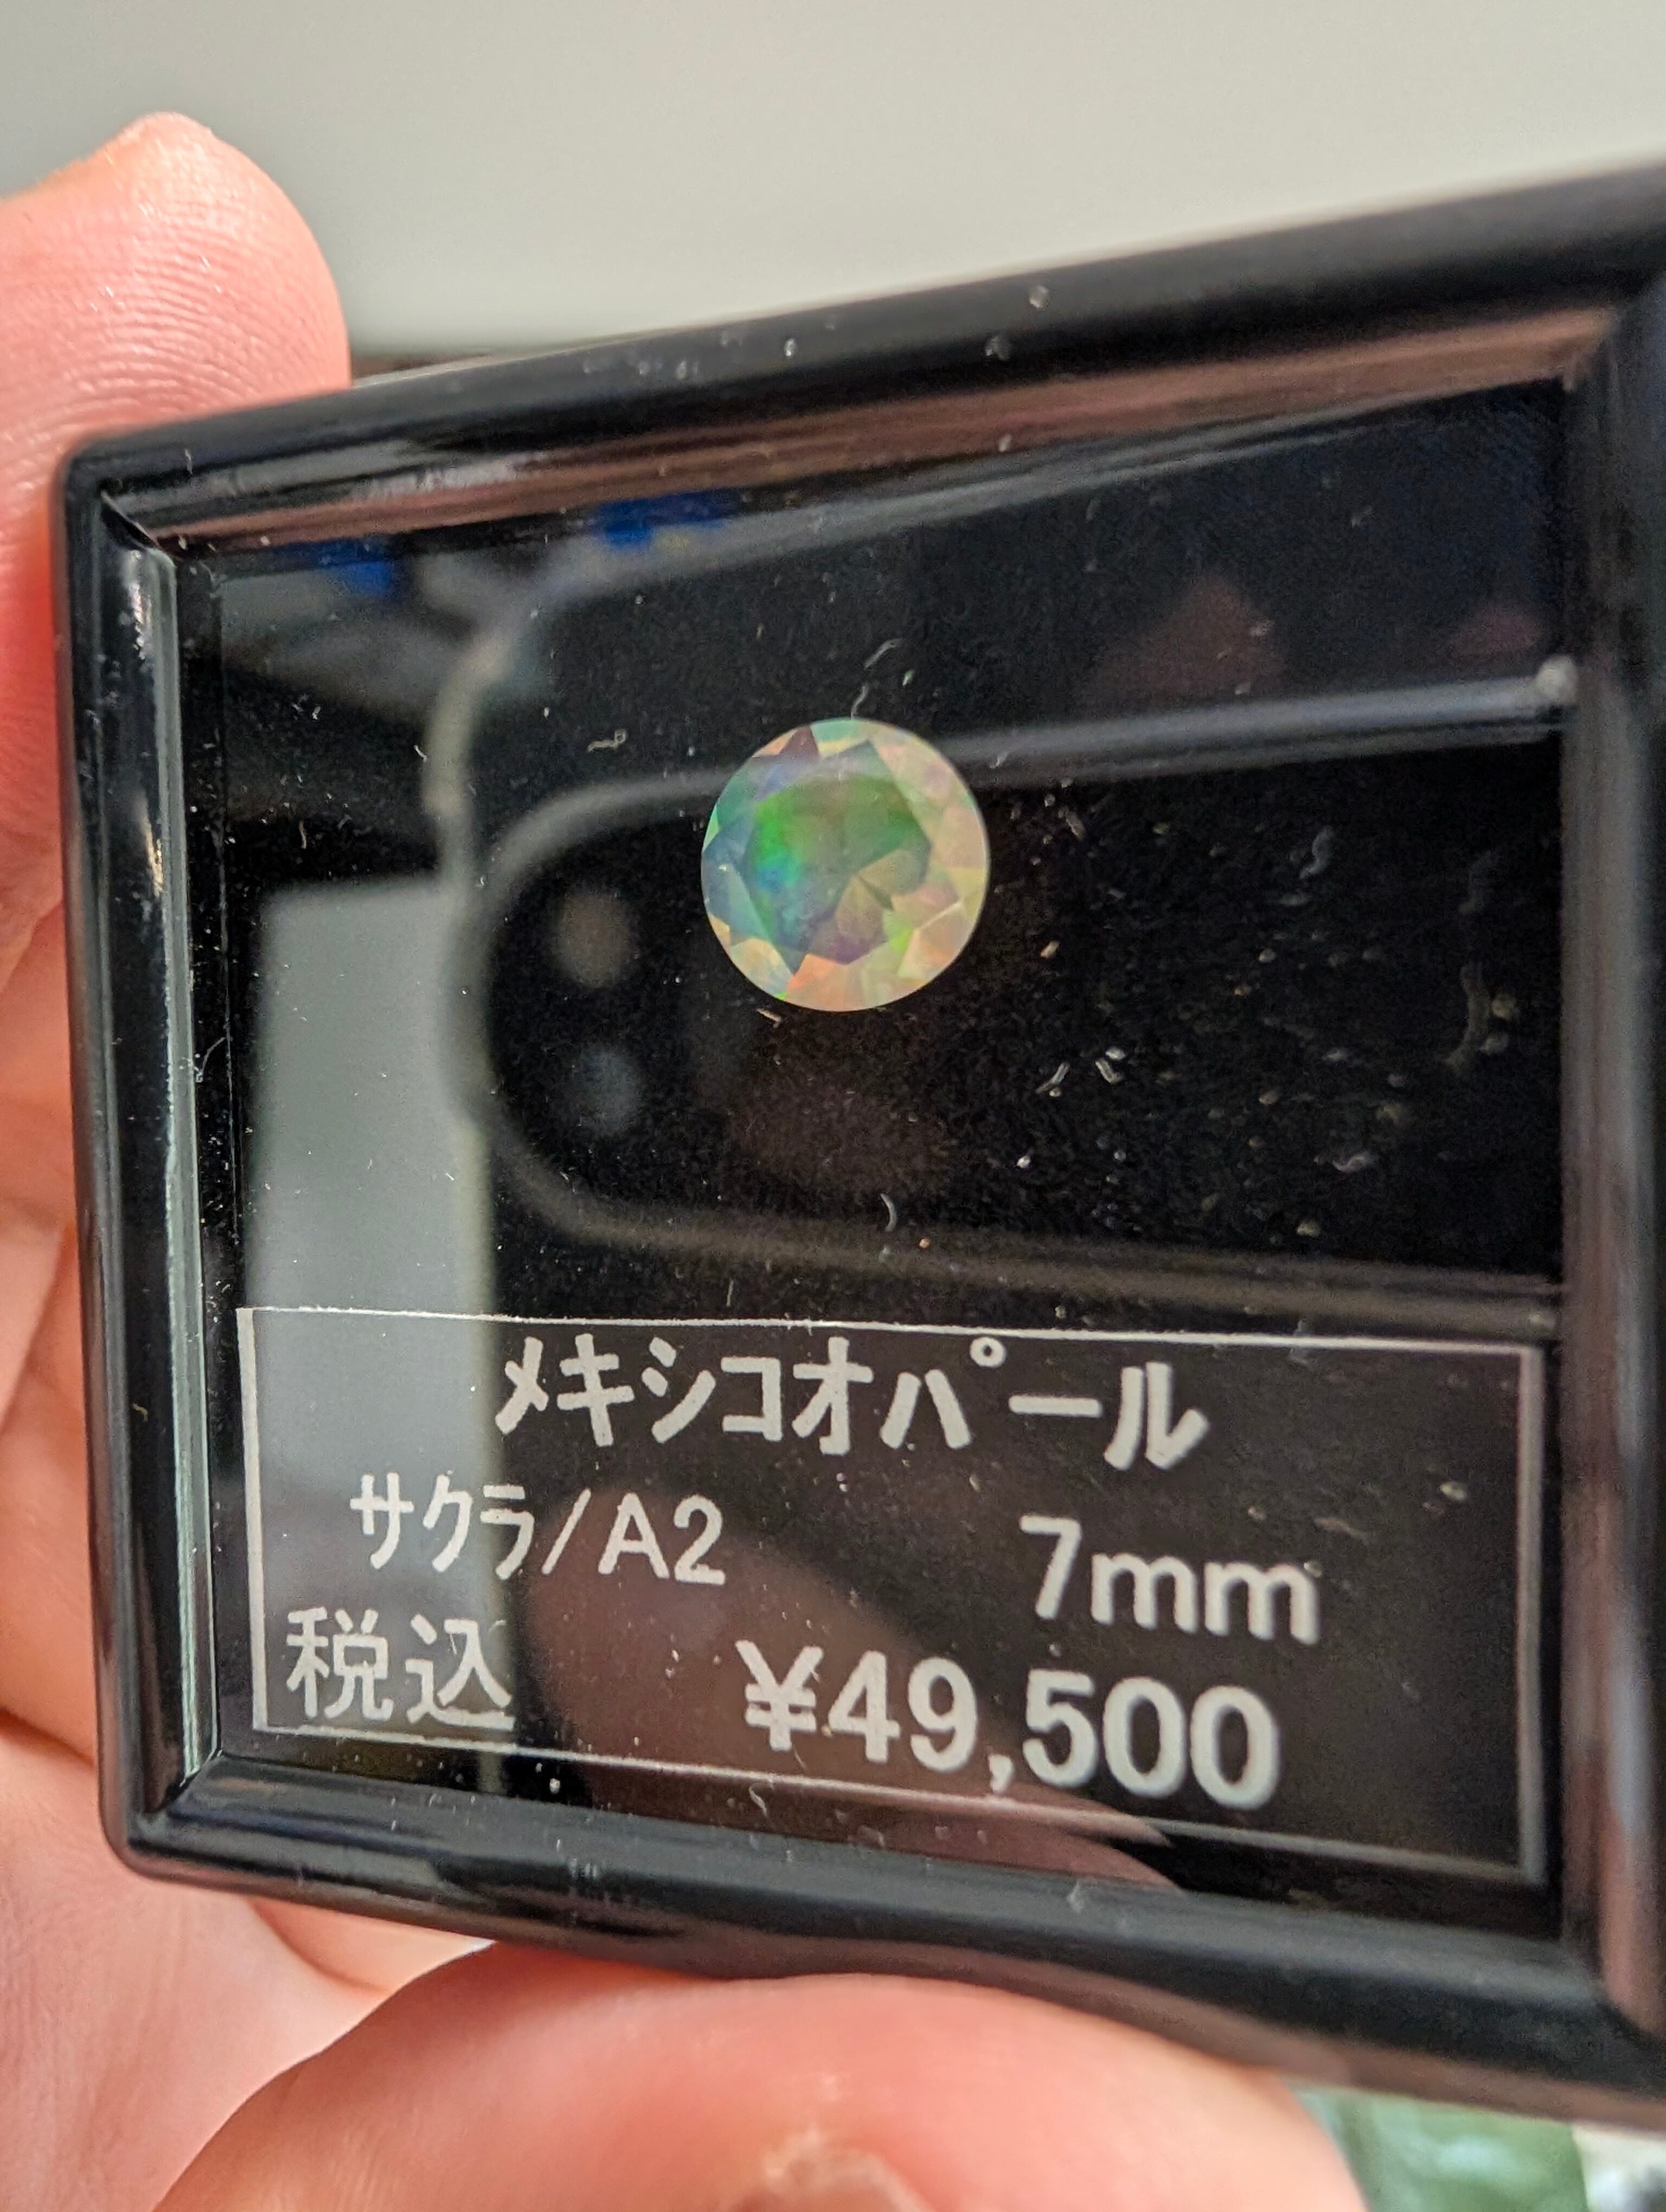 メキシコオパール
サクラ/A2 7mm
税込 ¥49,500